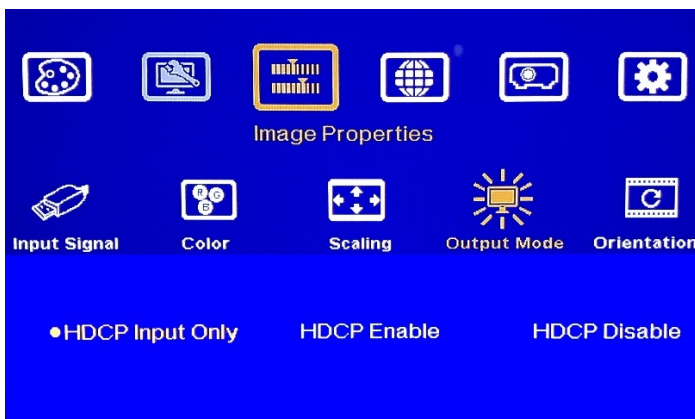 Image Properties
R G
B
Input Signal Color Scaling Output Mode Orientation
●HDCP Input Only HDCP Enable HDCP Disable